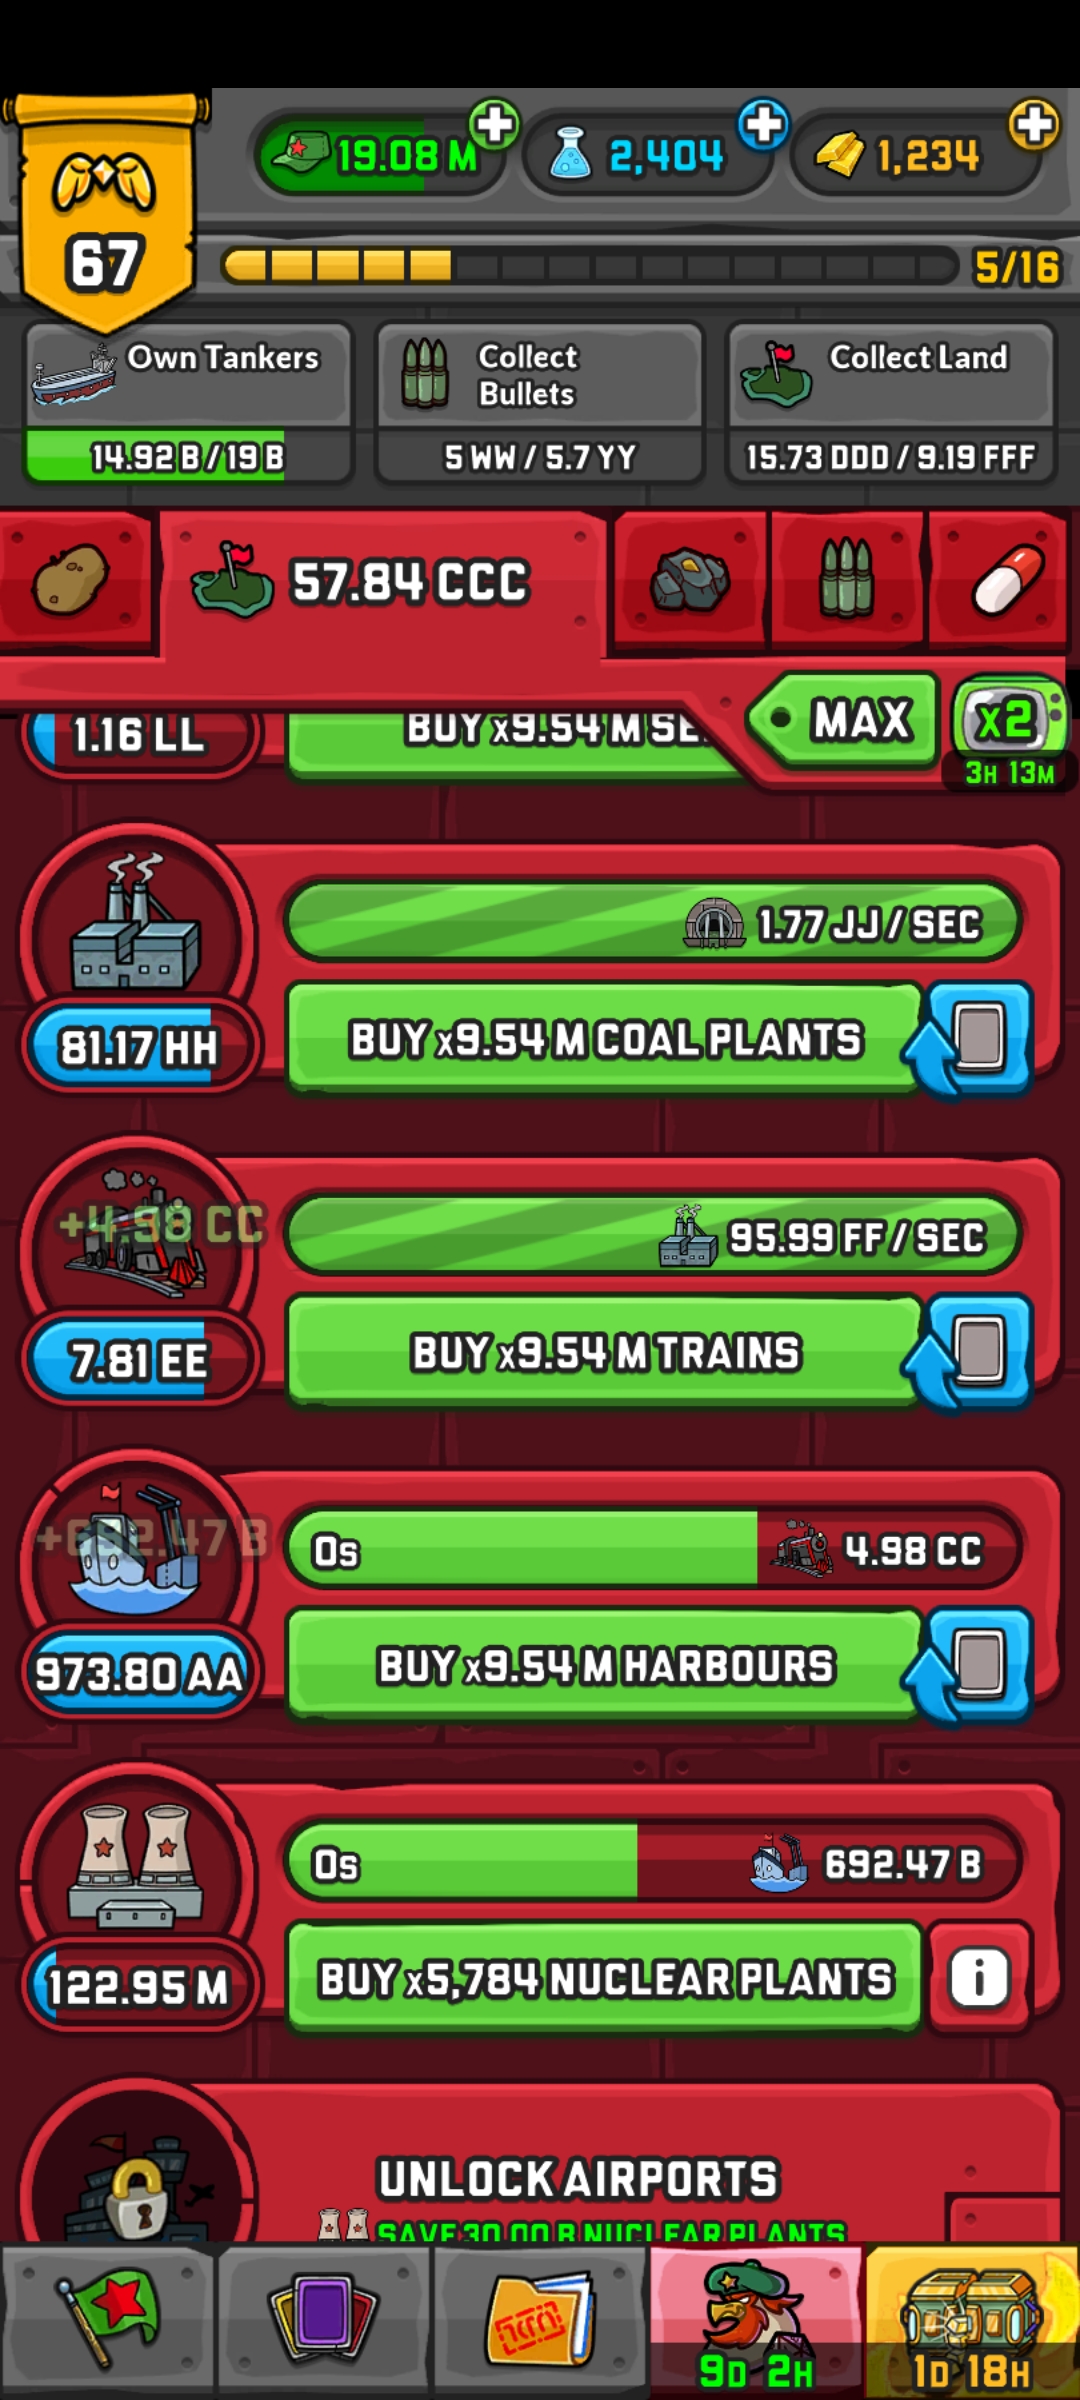 19.08 M
2,404
1,234
67
5/16
Own Tankers
14.92 B / 19 B
Collect
Bullets
5 WW / 5.7 YY
Collect Land
15.73 DDD / 9.19 FFF
57.84 CCC
MAX
x2
3H 13M
1.16 LL
BUY x9.54 M SE
1.77 JJ / SEC
81.17 HH
BUY x9.54 M COAL PLANTS
+4.98 CC
95.99 FF / SEC
7.81 EE
BUY x9.54 M TRAINS
+692.47 B
0s
4.98 CC
973.80 AA
BUY x9.54 M HARBOURS
0s
692.47 B
122.95 M
BUY x5,784 NUCLEAR PLANTS
i
UNLOCK AIRPORTS
SAVE 30.00 B NUCLEAR PLANTS
9D 2H
1D 18H